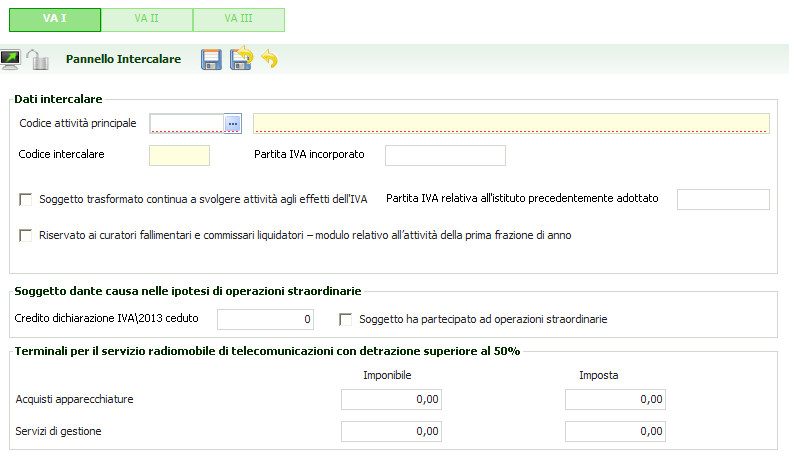 VA I VA II VA III
Pannello Intercalare
Dati intercalare
Codice attività principale ...
Codice intercalare Partita IVA incorporato
Soggetto trasformato continua a svolgere attività agli effetti dell'IVA Partita IVA relativa all'istituto precedentemente adottato
Riservato ai curatori fallimentari e commissari liquidatori – modulo relativo all'attività della prima frazione di anno
Soggetto dante causa nelle ipotesi di operazioni straordinarie
Credito dichiarazione IVA\2013 ceduto 0 Soggetto ha partecipato ad operazioni straordinarie
Terminali per il servizio radiomobile di telecomunicazioni con detrazione superiore al 50%
Imponibile Imposta
Acquisti apparecchiature 0,00 0,00
Servizi di gestione 0,00 0,00